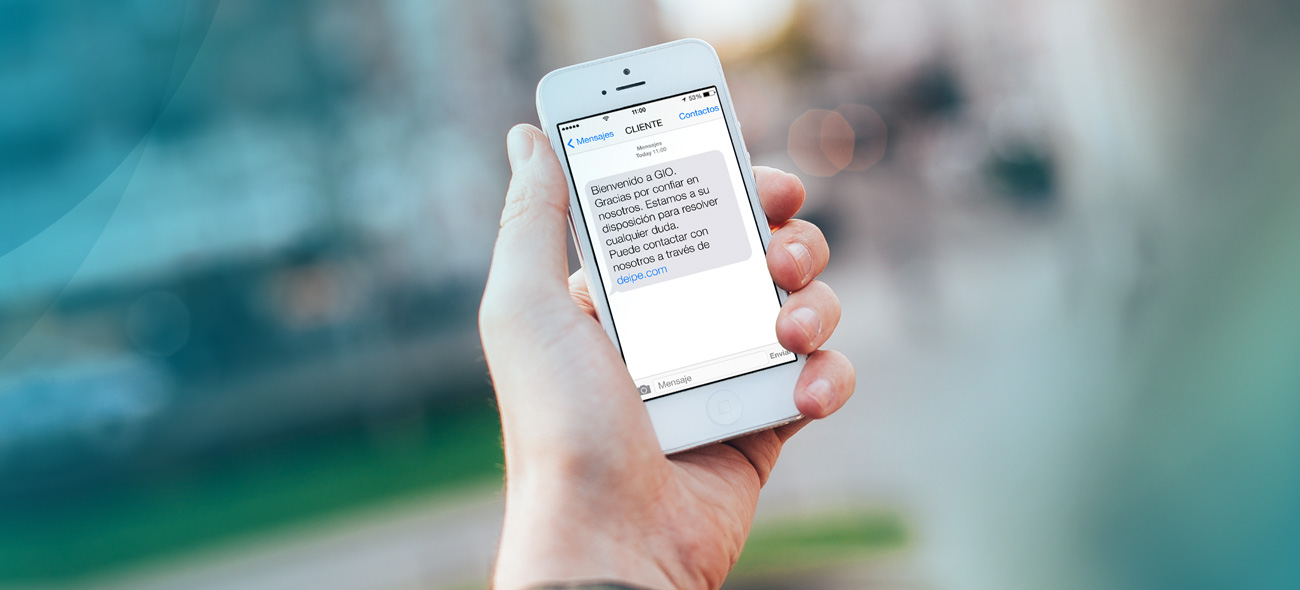 11:00
53%
Mensajes
CLIENTE
Contactos
Mensajes
Today 11:00
Bienvenido a GIO.
Gracias por confiar en
nosotros. Estamos a su
disposición para resolver
cualquier duda.
Puede contactar con
nosotros a través de
deipe.com
Mensaje
Enviar